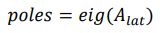 poles = eig(A_lat)